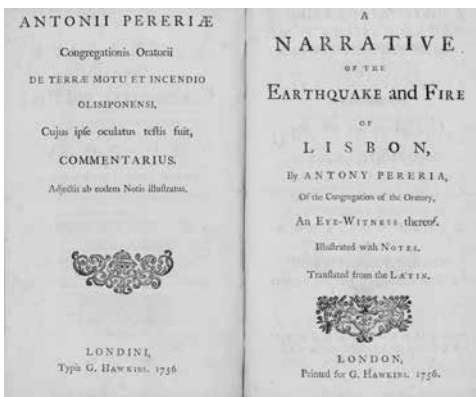 ANTONII PERERIÆ
Congregationis Oratorii
DE TERRÆ MOTU ET INCENDIO
OLISIPONENSI,
Cujus ipſe oculatus teſtis fuit,
COMMENTARIUS.
Adjectis ab eodem Notis illuſtratus.
LONDINI,
Typis G. HAWKINS. 1756
A
NARRATIVE
OF THE
EARTHQUAKE and FIRE
OF
LISBON,
By ANTONY PERERIA,
Of the Congregation of the Oratory,
An EYE-WITNESS thereof.
Illuſtrated with NOTES.
Tranſlated from the LATIN.
LONDON,
Printed for G. HAWKINS. 1756.